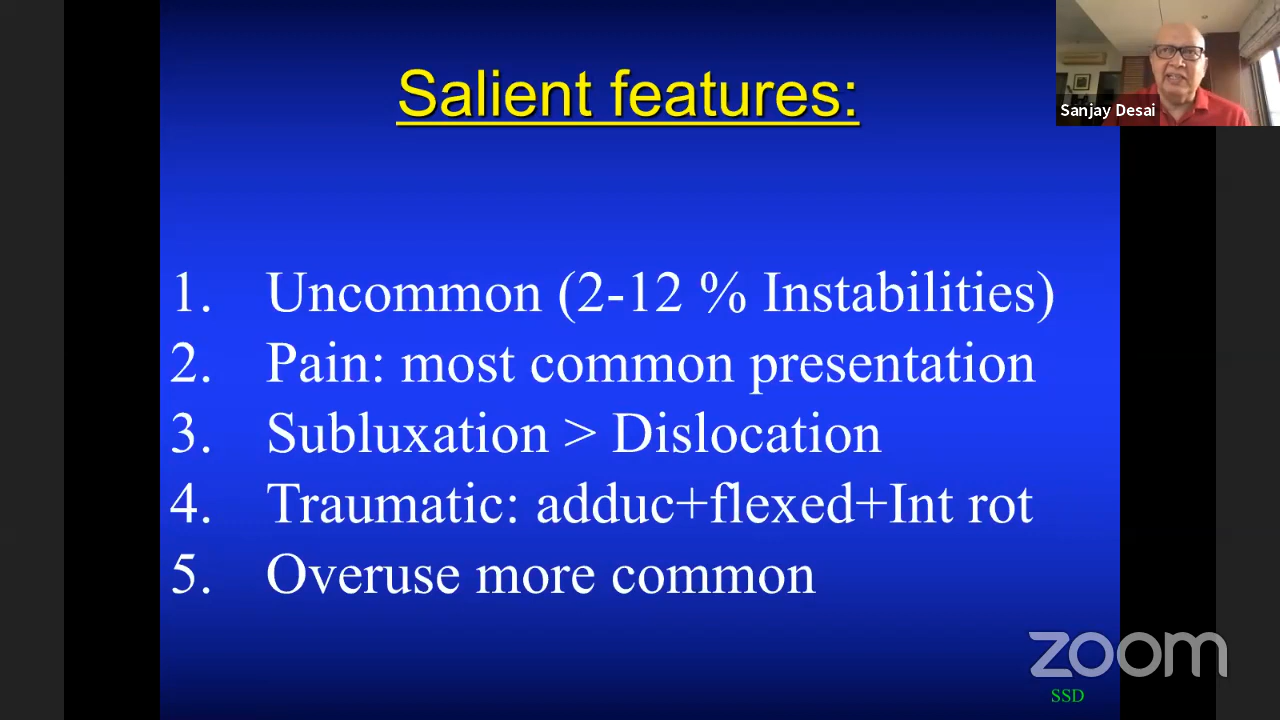 Salient features:
Sanjay Desai
1. Uncommon (2-12 % Instabilities)
2. Pain: most common presentation
3. Subluxation > Dislocation
4. Traumatic: adduc+flexed+Int rot
5. Overuse more common
zoom
SSD